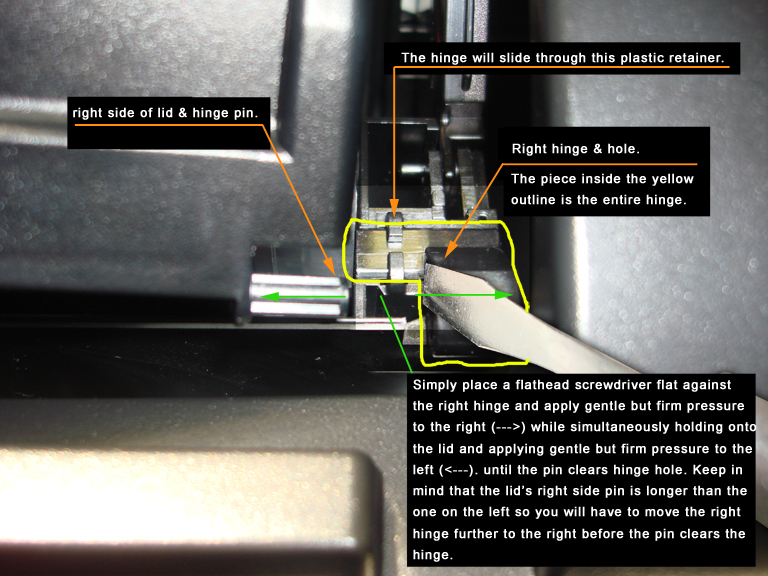 The hinge will slide through this plastic retainer.
right side of lid & hinge pin.
Right hinge & hole.
The piece inside the yellow
outline is the entire hinge.
Simply place a flathead screwdriver flat against
the right hinge and apply gentle but firm pressure
to the right (--->) while simultaneously holding onto
the lid and applying gentle but firm pressure to the
left (<---). until the pin clears hinge hole. Keep in
mind that the lid's right side pin is longer than the
one on the left so you will have to move the right
hinge further to the right before the pin clears the
hinge.